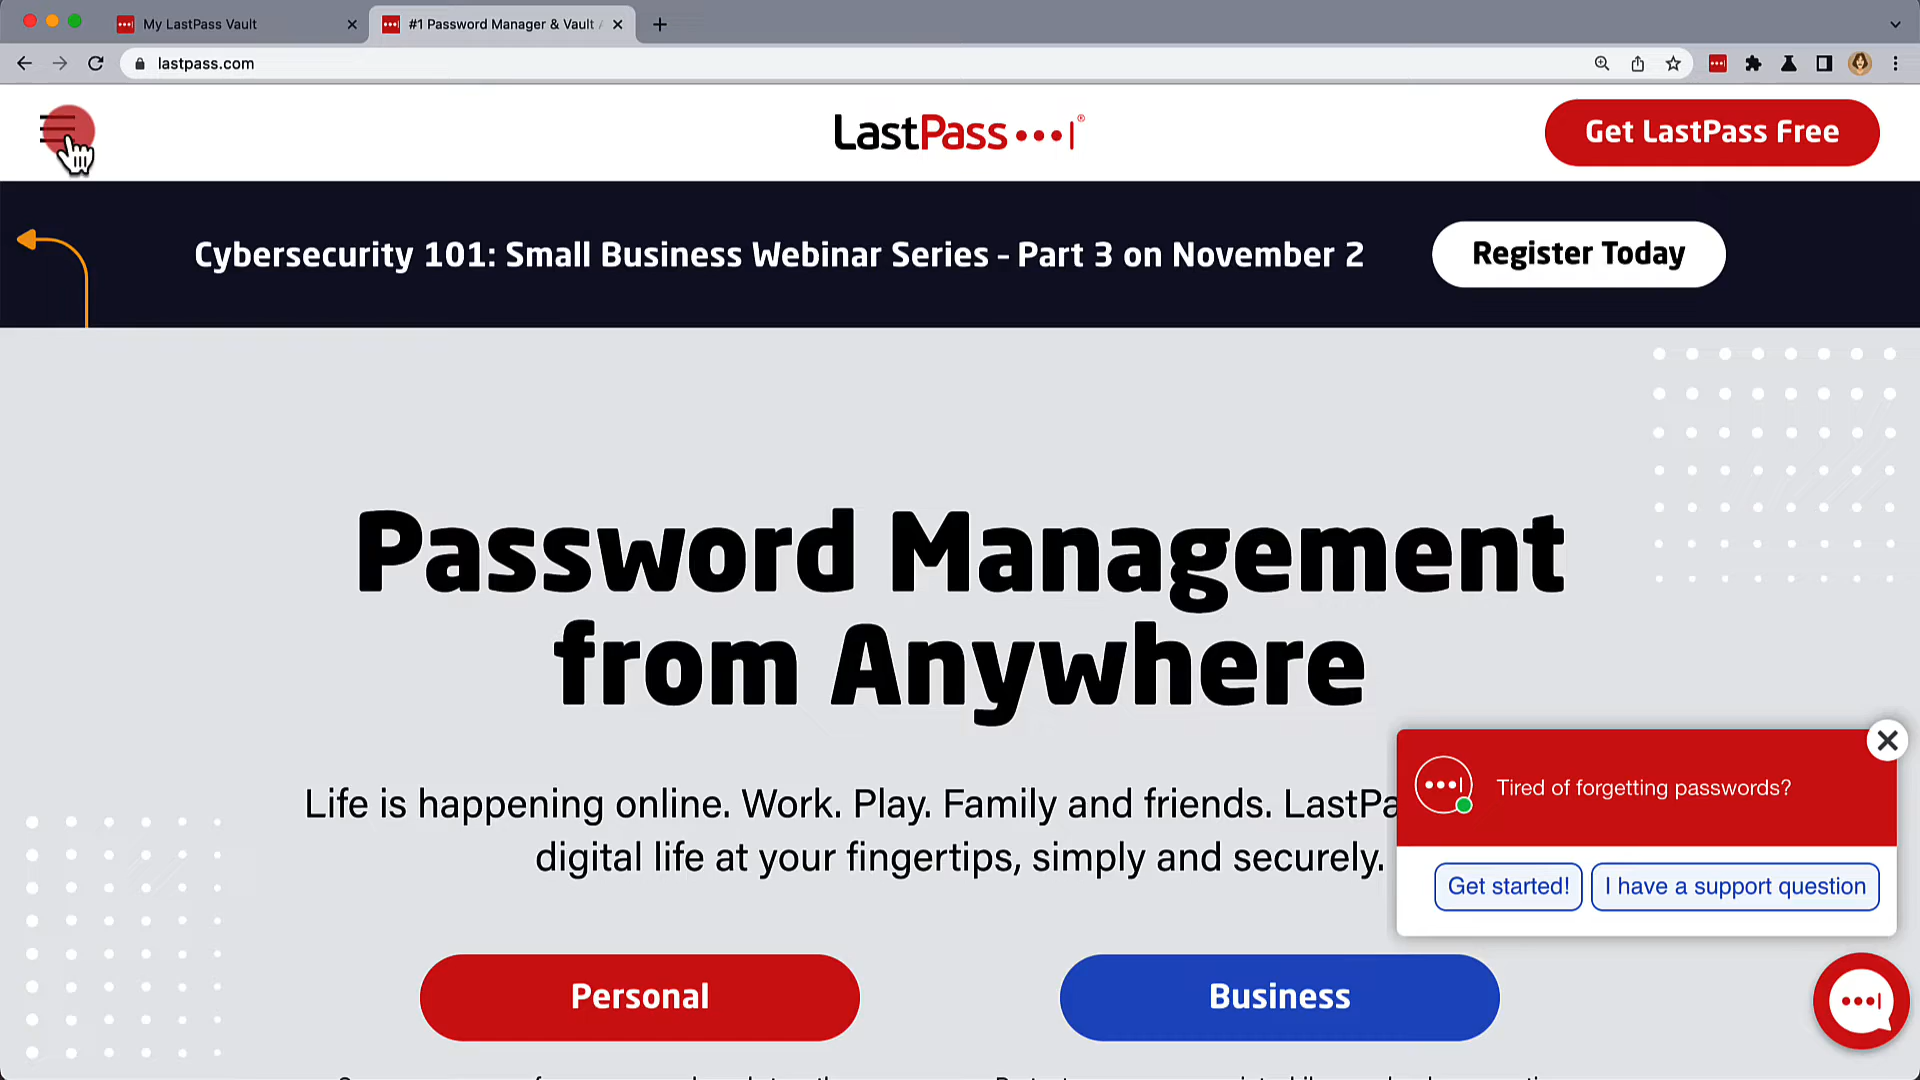 My LastPass Vault
#1 Password Manager & Vault
lastpass.com
LastPass
Get LastPass Free
Cybersecurity 101: Small Business Webinar Series - Part 3 on November 2
Register Today
Password Management
from Anywhere
Life is happening online. Work. Play. Family and friends. LastPa
digital life at your fingertips, simply and securely.
Tired of forgetting passwords?
Get started!
I have a support question
Personal
Business